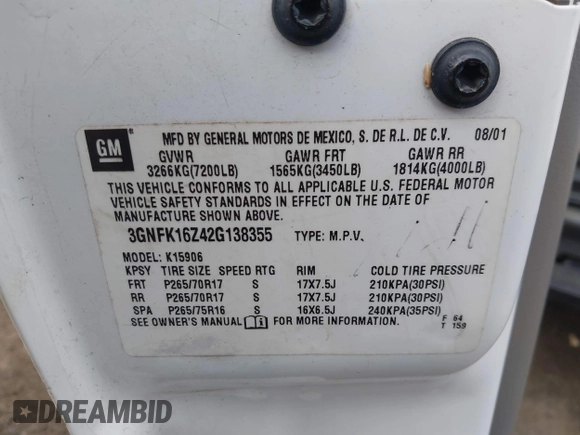 GM
MFD BY GENERAL MOTORS DE MEXICO, S. DE R.L. DE C.V. 08/01
GVWR GAWR FRT GAWR RR
3266KG(7200LB) 1565KG(3450LB) 1814KG(4000LB)
THIS VEHICLE CONFORMS TO ALL APPLICABLE U.S. FEDERAL MOTOR
VEHICLE SAFETY STANDARDS IN EFFECT ON THE DATE OF
MANUFACTURE SHOWN ABOVE.
3GNFK16Z42G138355 TYPE: M.P.V.
MODEL: K15906
KPSY TIRE SIZE SPEED RTG RIM COLD TIRE PRESSURE
FRT P265/70R17 S 17X7.5J 210KPA(30PSI)
RR P265/70R17 S 17X7.5J 210KPA(30PSI)
SPA P265/75R16 S 16X6.5J 240KPA(35PSI)
SEE OWNER'S MANUAL FOR MORE INFORMATION.
F 64
T 159
DREAMBID